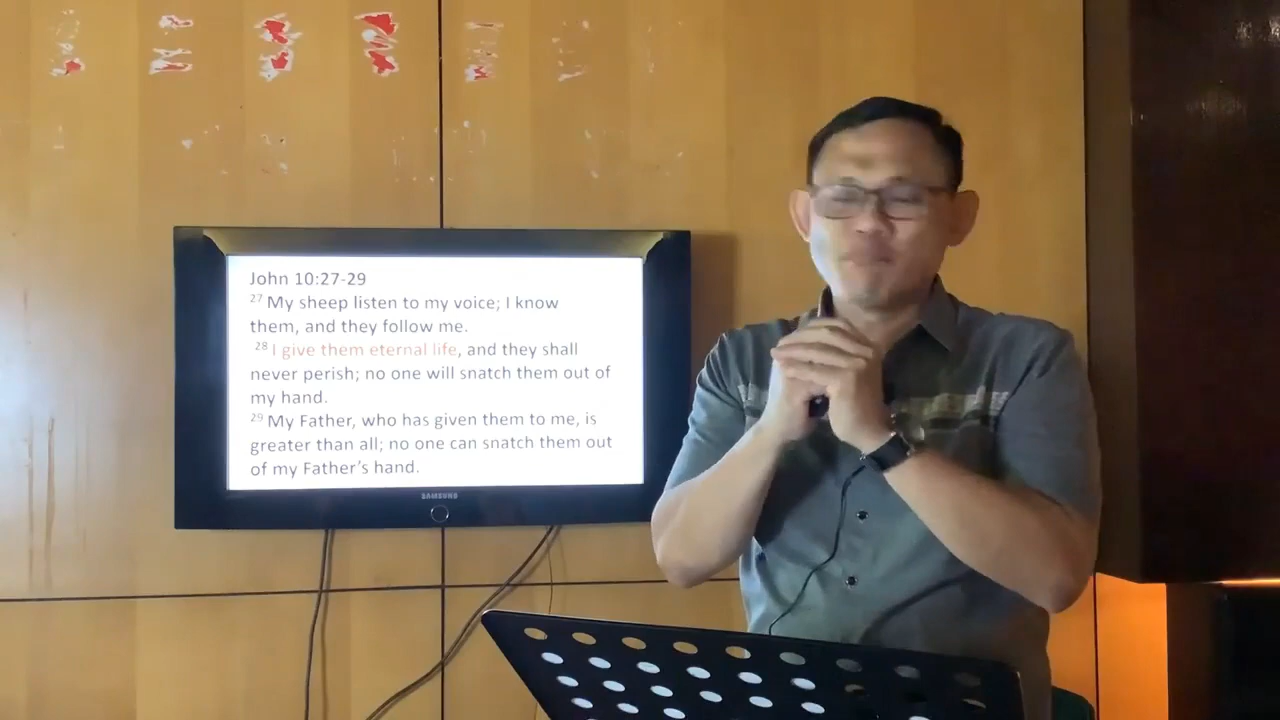 John 10:27-29
27 My sheep listen to my voice; I know
them, and they follow me.
28 I give them eternal life, and they shall
never perish; no one will snatch them out of
my hand.
29 My Father, who has given them to me, is
greater than all; no one can snatch them out
of my Father's hand.
SAMSUNG